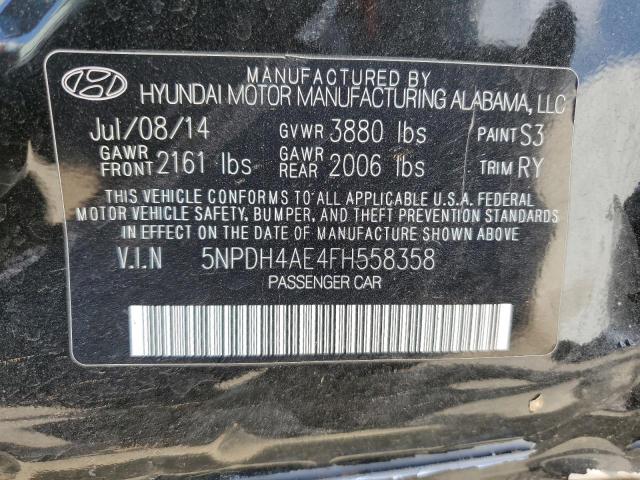 MANUFACTURED BY
HYUNDAI MOTOR MANUFACTURING ALABAMA, LLC
Jul/08/14 GVWR 3880 lbs PAINT S3
GAWR FRONT 2161 lbs GAWR REAR 2006 lbs TRIM RY
THIS VEHICLE CONFORMS TO ALL APPLICABLE U.S.A. FEDERAL
MOTOR VEHICLE SAFETY, BUMPER, AND THEFT PREVENTION STANDARDS
IN EFFECT ON THE DATE OF MANUFACTURE SHOWN ABOVE.
V.I.N 5NPDH4AE4FH558358
PASSENGER CAR